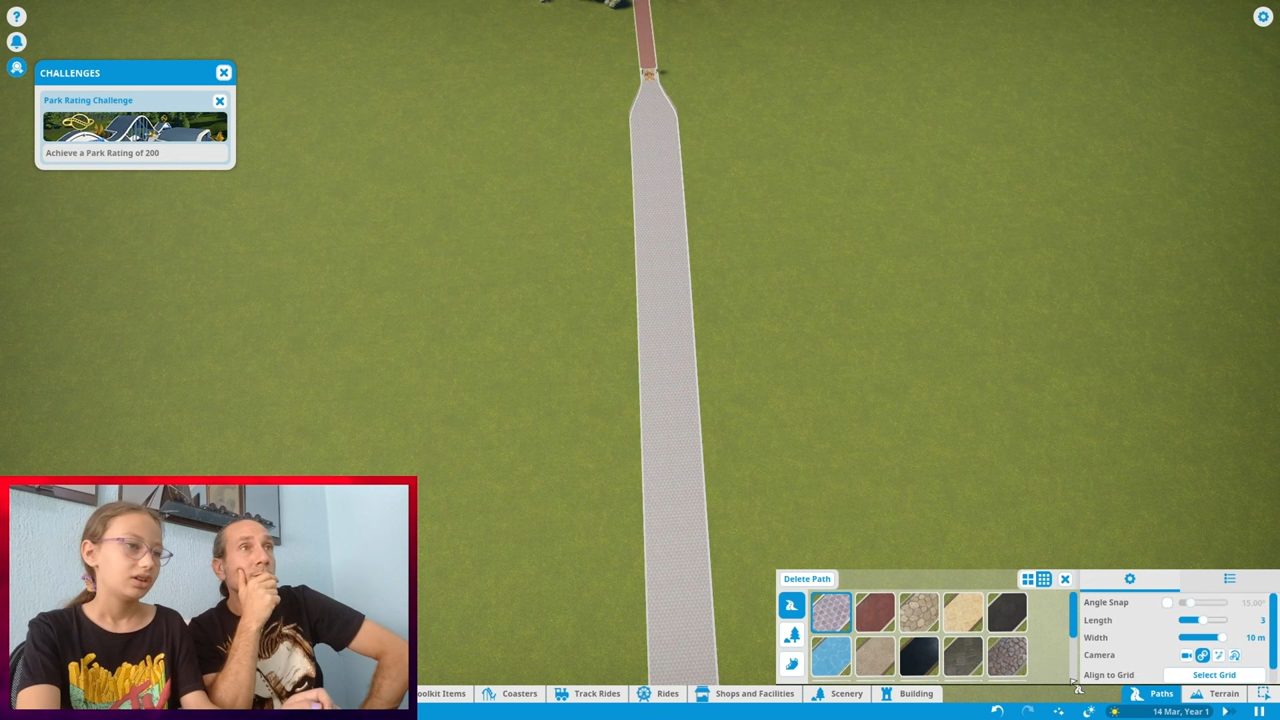 ?
CHALLENGES
Park Rating Challenge
Achieve a Park Rating of 200
Delete Path
Angle Snap 15.00°
Length 3
Width 10 m
Camera
Align to Grid Select Grid
oolkit Items Coasters Track Rides Rides Shops and Facilities Scenery Building Paths Terrain
14 Mar, Year 1